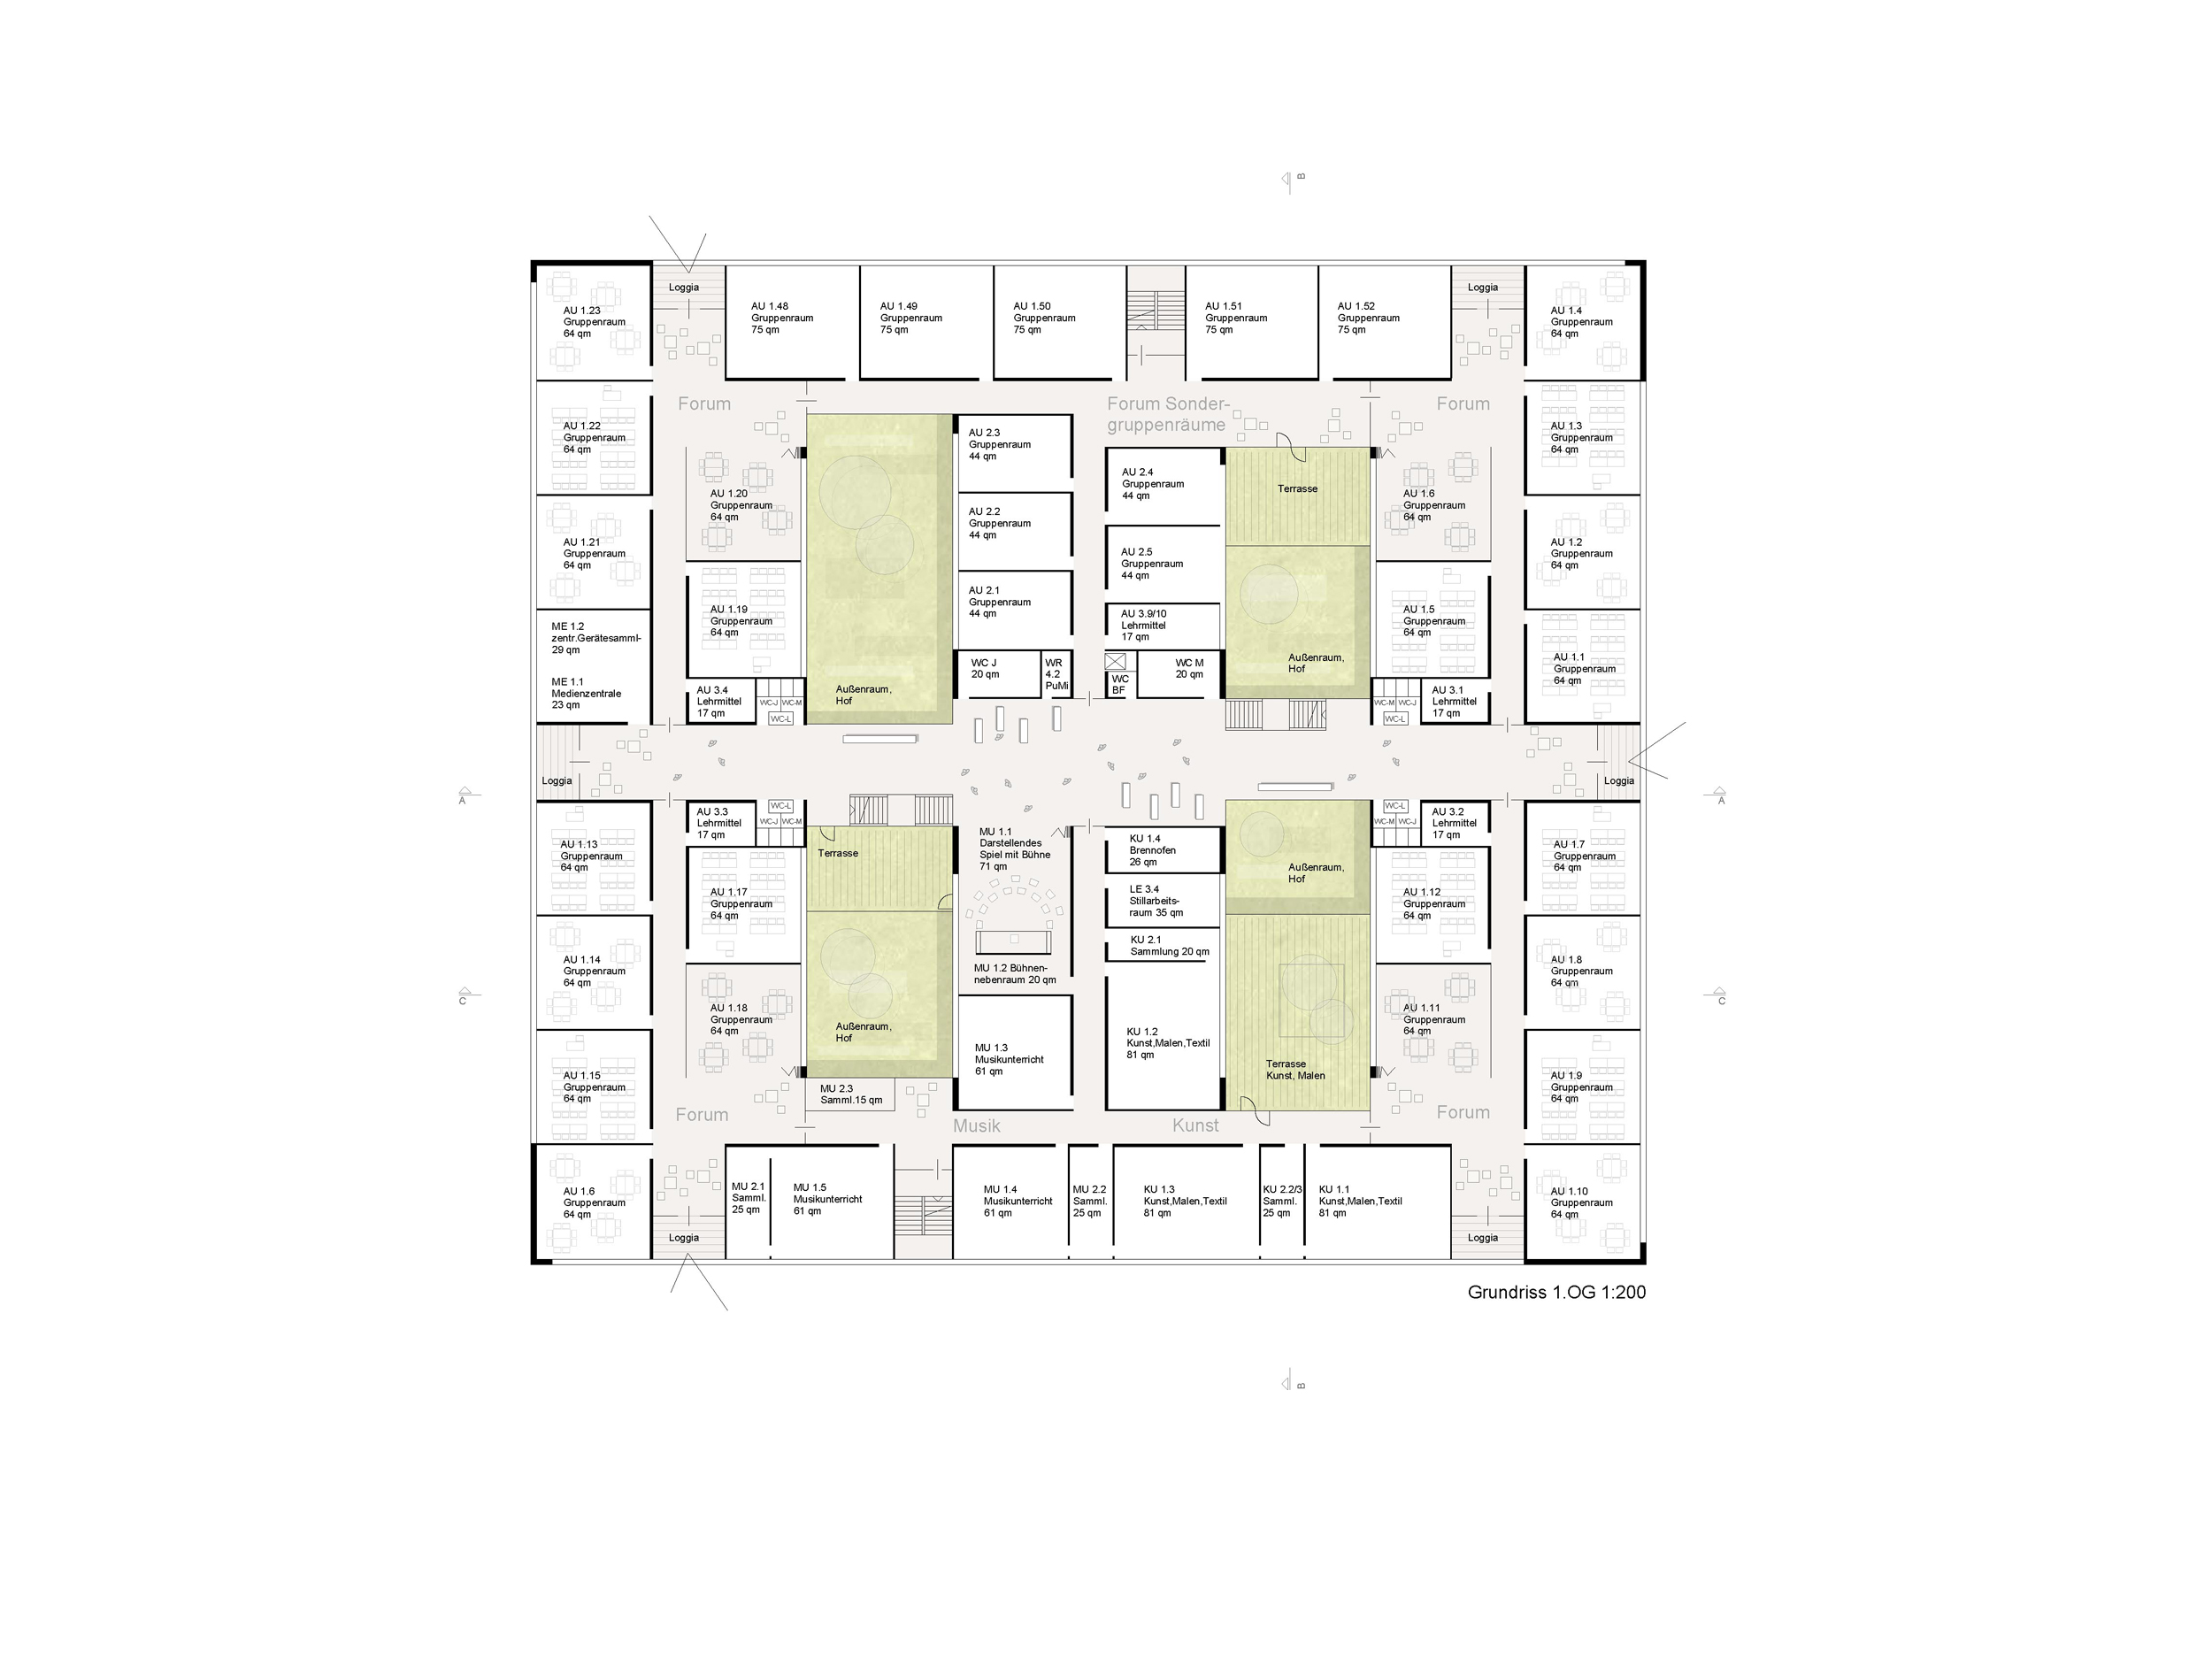 B
Loggia
Loggia
AU 1.23
Gruppenraum
64 qm
AU 1.48
Gruppenraum
75 qm
AU 1.49
Gruppenraum
75 qm
AU 1.50
Gruppenraum
75 qm
AU 1.51
Gruppenraum
75 qm
AU 1.52
Gruppenraum
75 qm
AU 1.4
Gruppenraum
64 qm
Forum
Forum Sonder-
gruppenräume
Forum
AU 1.22
Gruppenraum
64 qm
AU 2.3
Gruppenraum
44 qm
AU 1.3
Gruppenraum
64 qm
AU 1.20
Gruppenraum
64 qm
AU 2.4
Gruppenraum
44 qm
Terrasse
AU 1.6
Gruppenraum
64 qm
AU 1.21
Gruppenraum
64 qm
AU 2.2
Gruppenraum
44 qm
AU 2.5
Gruppenraum
44 qm
AU 1.2
Gruppenraum
64 qm
AU 1.19
Gruppenraum
64 qm
AU 2.1
Gruppenraum
44 qm
AU 3.9/10
Lehrmittel
17 qm
AU 1.5
Gruppenraum
64 qm
ME 1.2
zentr.Gerätesamml-
29 qm
ME 1.1
Medienzentrale
23 qm
AU 3.4
Lehrmittel
17 qm
WC-J
WC-M
WC-L
Außenraum,
Hof
WC J
20 qm
WR
4.2
PuMi
WC
BF
WC M
20 qm
Außenraum,
Hof
WC-M
WC-J
WC-L
AU 3.1
Lehrmittel
17 qm
AU 1.1
Gruppenraum
64 qm
Loggia
Loggia
A
A
AU 1.13
Gruppenraum
64 qm
AU 3.3
Lehrmittel
17 qm
WC-L
WC-J
WC-M
Terrasse
MU 1.1
Darstellendes
Spiel mit Bühne
71 qm
KU 1.4
Brennofen
26 qm
Außenraum,
Hof
WC-L
WC-M
WC-J
AU 3.2
Lehrmittel
17 qm
AU 1.7
Gruppenraum
64 qm
AU 1.17
Gruppenraum
64 qm
LE 3.4
Stillarbeits-
raum 35 qm
AU 1.12
Gruppenraum
64 qm
KU 2.1
Sammlung 20 qm
AU 1.14
Gruppenraum
64 qm
MU 1.2 Bühnen-
nebenraum 20 qm
AU 1.8
Gruppenraum
64 qm
C
C
AU 1.18
Gruppenraum
64 qm
Außenraum,
Hof
MU 1.3
Musikunterricht
61 qm
KU 1.2
Kunst,Malen,Textil
81 qm
Terrasse
Kunst, Malen
AU 1.11
Gruppenraum
64 qm
AU 1.15
Gruppenraum
64 qm
MU 2.3
Samml.15 qm
AU 1.9
Gruppenraum
64 qm
Forum
Musik
Kunst
Forum
AU 1.6
Gruppenraum
64 qm
MU 2.1
Samml.
25 qm
MU 1.5
Musikunterricht
61 qm
MU 1.4
Musikunterricht
61 qm
MU 2.2
Samml.
25 qm
KU 1.3
Kunst,Malen,Textil
81 qm
KU 2.2/3
Samml.
25 qm
KU 1.1
Kunst,Malen,Textil
81 qm
AU 1.10
Gruppenraum
64 qm
Loggia
Loggia
Grundriss 1.OG 1:200
B